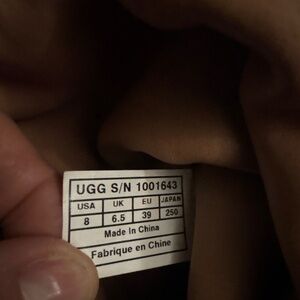 UGG S/N 1001643
USA UK EU JAPAN
8 6.5 39 250
Made In China
Fabrique en Chine